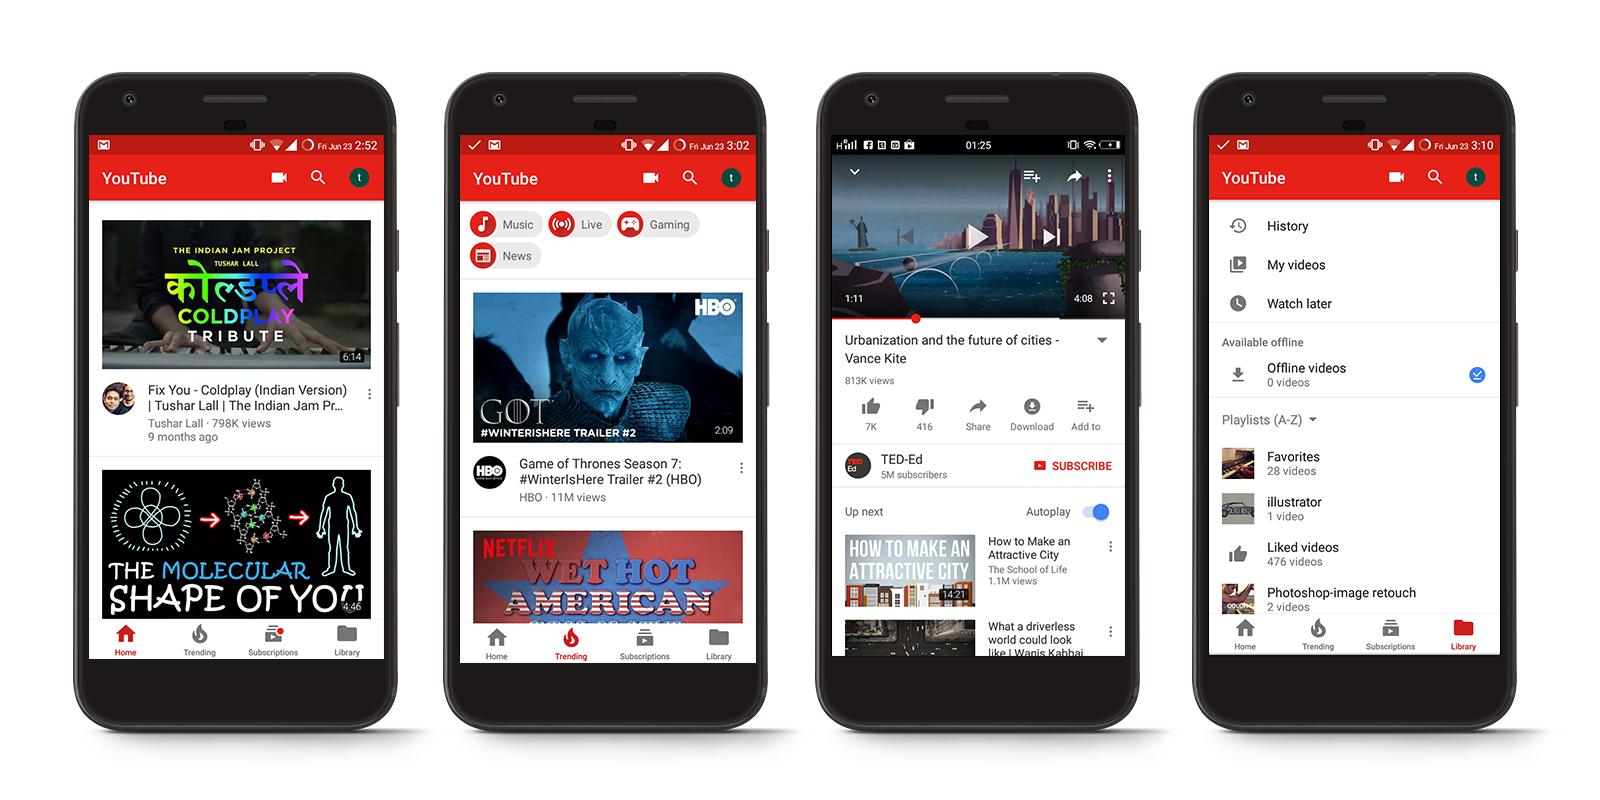 Fri Jun 23 2:52
YouTube
t
THE INDIAN JAM PROJECT
TUSHAR LALL
कोल्डप्ले
COLDPLAY
TRIBUTE
6:14
Fix You - Coldplay (Indian Version)
| Tushar Lall | The Indian Jam Pr...
Tushar Lall · 798K views
9 months ago
THE MOLECULAR
SHAPE OF YOU
4:46
Home
Trending
Subscriptions
Library
Fri Jun 23 3:02
YouTube
t
Music
Live
Gaming
News
HBO
GOT
#WINTERISHERE TRAILER #2
2:09
HBO
Game of Thrones Season 7:
#WinterIsHere Trailer #2 (HBO)
HBO · 11M views
NETFLIX
WET HOT
AMERICAN
Home
Trending
Subscriptions
Library
H
01:25
1:11
4:08
Urbanization and the future of cities -
Vance Kite
813K views
7K
416
Share
Download
Add to
TED
Ed
TED-Ed
5M subscribers
SUBSCRIBE
Up next
Autoplay
HOW TO MAKE AN
ATTRACTIVE CITY
14:21
How to Make an
Attractive City
The School of Life
1.1M views
What a driverless
world could look
like | Wanis Kabbaj
Fri Jun 23 3:10
YouTube
t
History
My videos
Watch later
Available offline
Offline videos
0 videos
Playlists (A-Z)
Favorites
28 videos
illustrator
1 video
Liked videos
476 videos
Photoshop-image retouch
2 videos
Home
Trending
Subscriptions
Library